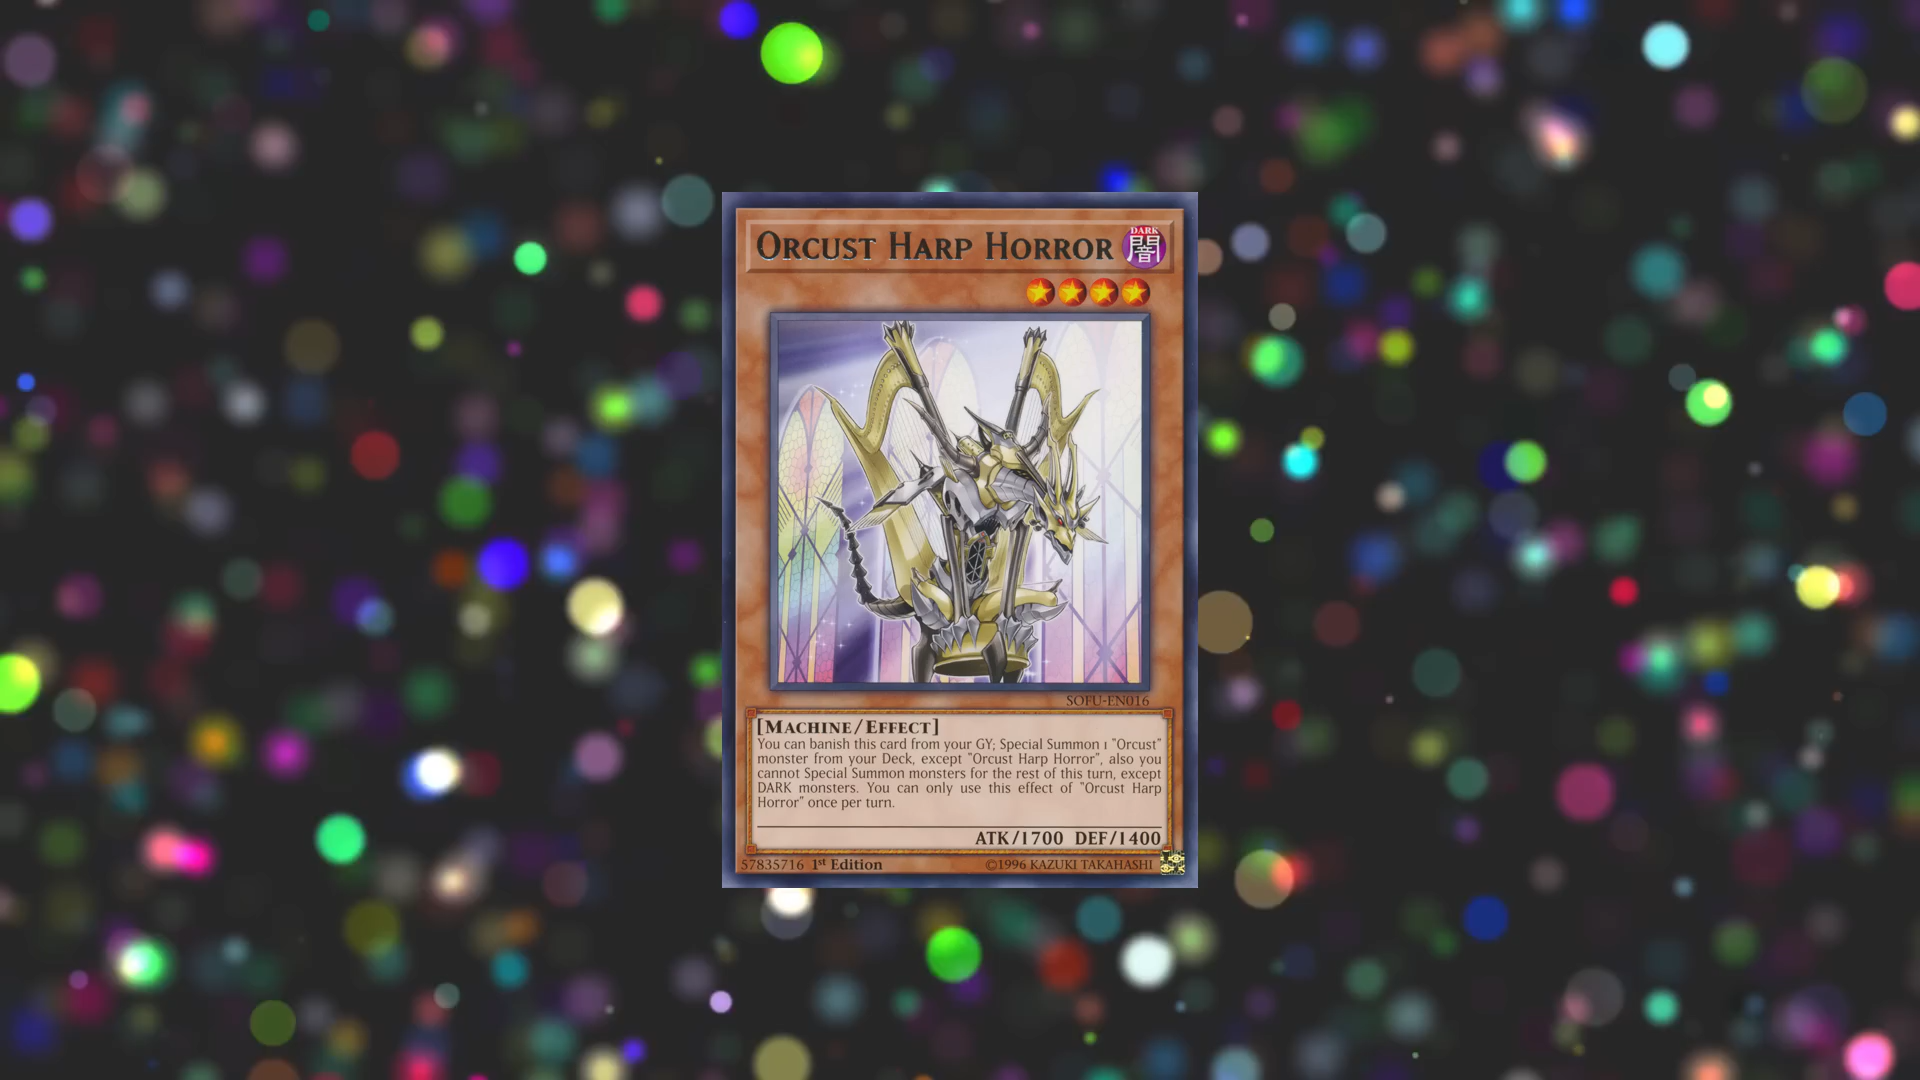 ORCUST HARP HORROR
DARK
闇
SOFU-EN016
[MACHINE/EFFECT]
You can banish this card from your GY; Special Summon 1 "Orcust"
monster from your Deck, except "Orcust Harp Horror", also you
cannot Special Summon monsters for the rest of this turn, except
DARK monsters. You can only use this effect of "Orcust Harp
Horror" once per turn.
ATK/1700 DEF/1400
57835716 1st Edition ©1996 KAZUKI TAKAHASHI